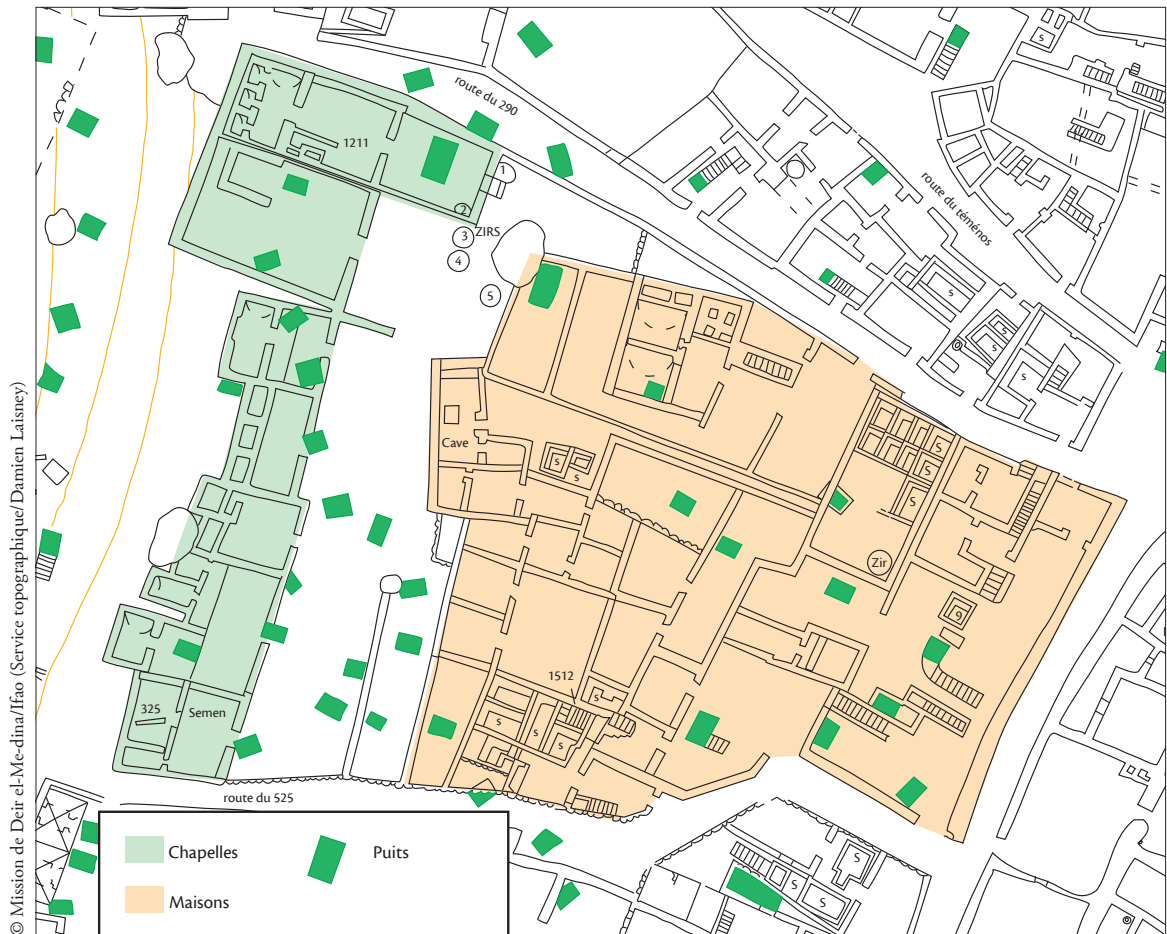 © Mission de Deir el-Me-dina/Ifao (Service topographique/Damien Laisney)
route du 290
s
1211
1
route du téménos
2
3 ZIRS
4
5
s
s
s
s
Cave
s
s
s
s
S
Zir
9
1512
s
s
s
s
325
Semen
route du 525
s
S
S
Chapelles
Puits
Maisons